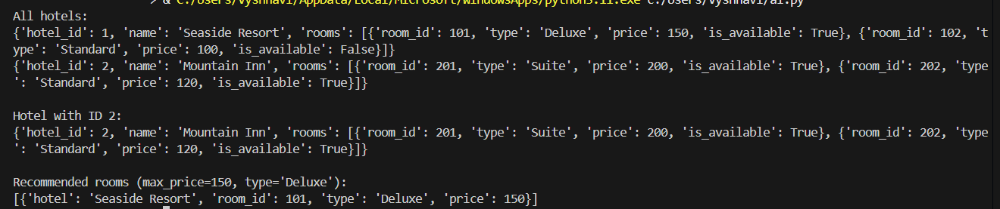 > & C:/Users/Vyshnavi/AppData/Local/Microsoft/WindowsApps/python3.11.exe c:/Users/Vyshnavi/ai.py
All hotels:
{'hotel_id': 1, 'name': 'Seaside Resort', 'rooms': [{'room_id': 101, 'type': 'Deluxe', 'price': 150, 'is_available': True}, {'room_id': 102, 't
ype': 'Standard', 'price': 100, 'is_available': False}]}
{'hotel_id': 2, 'name': 'Mountain Inn', 'rooms': [{'room_id': 201, 'type': 'Suite', 'price': 200, 'is_available': True}, {'room_id': 202, 'type
': 'Standard', 'price': 120, 'is_available': True}]}

Hotel with ID 2:
{'hotel_id': 2, 'name': 'Mountain Inn', 'rooms': [{'room_id': 201, 'type': 'Suite', 'price': 200, 'is_available': True}, {'room_id': 202, 'type
': 'Standard', 'price': 120, 'is_available': True}]}

Recommended rooms (max_price=150, type='Deluxe'):
[{'hotel': 'Seaside Resort', 'room_id': 101, 'type': 'Deluxe', 'price': 150}]